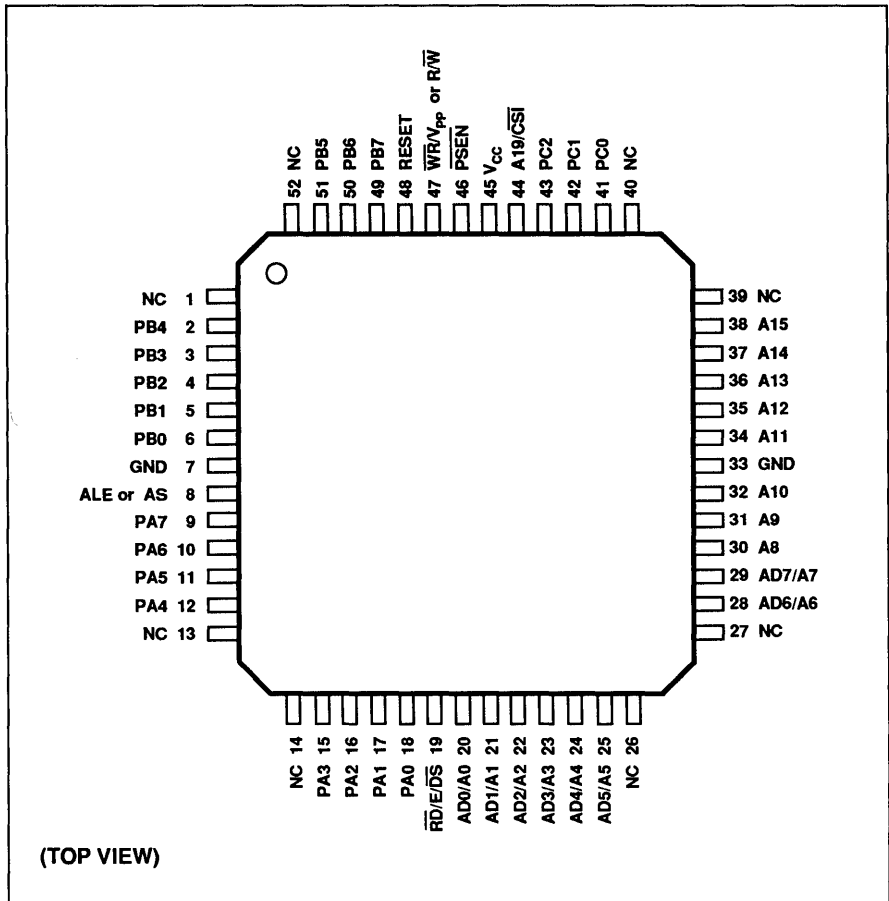 52 NC
51 PB5
50 PB6
49 PB7
48 RESET
47 W̅R̅/VPP or R/W̅
46 P̅S̅E̅N̅
45 VCC
44 A19/C̅S̅I̅
43 PC2
42 PC1
41 PC0
40 NC
NC 1
PB4 2
PB3 3
PB2 4
PB1 5
PB0 6
GND 7
ALE or AS 8
PA7 9
PA6 10
PA5 11
PA4 12
NC 13
39 NC
38 A15
37 A14
36 A13
35 A12
34 A11
33 GND
32 A10
31 A9
30 A8
29 AD7/A7
28 AD6/A6
27 NC
NC 14
PA3 15
PA2 16
PA1 17
PA0 18
R̅D̅/E/D̅S̅ 19
AD0/A0 20
AD1/A1 21
AD2/A2 22
AD3/A3 23
AD4/A4 24
AD5/A5 25
NC 26
(TOP VIEW)